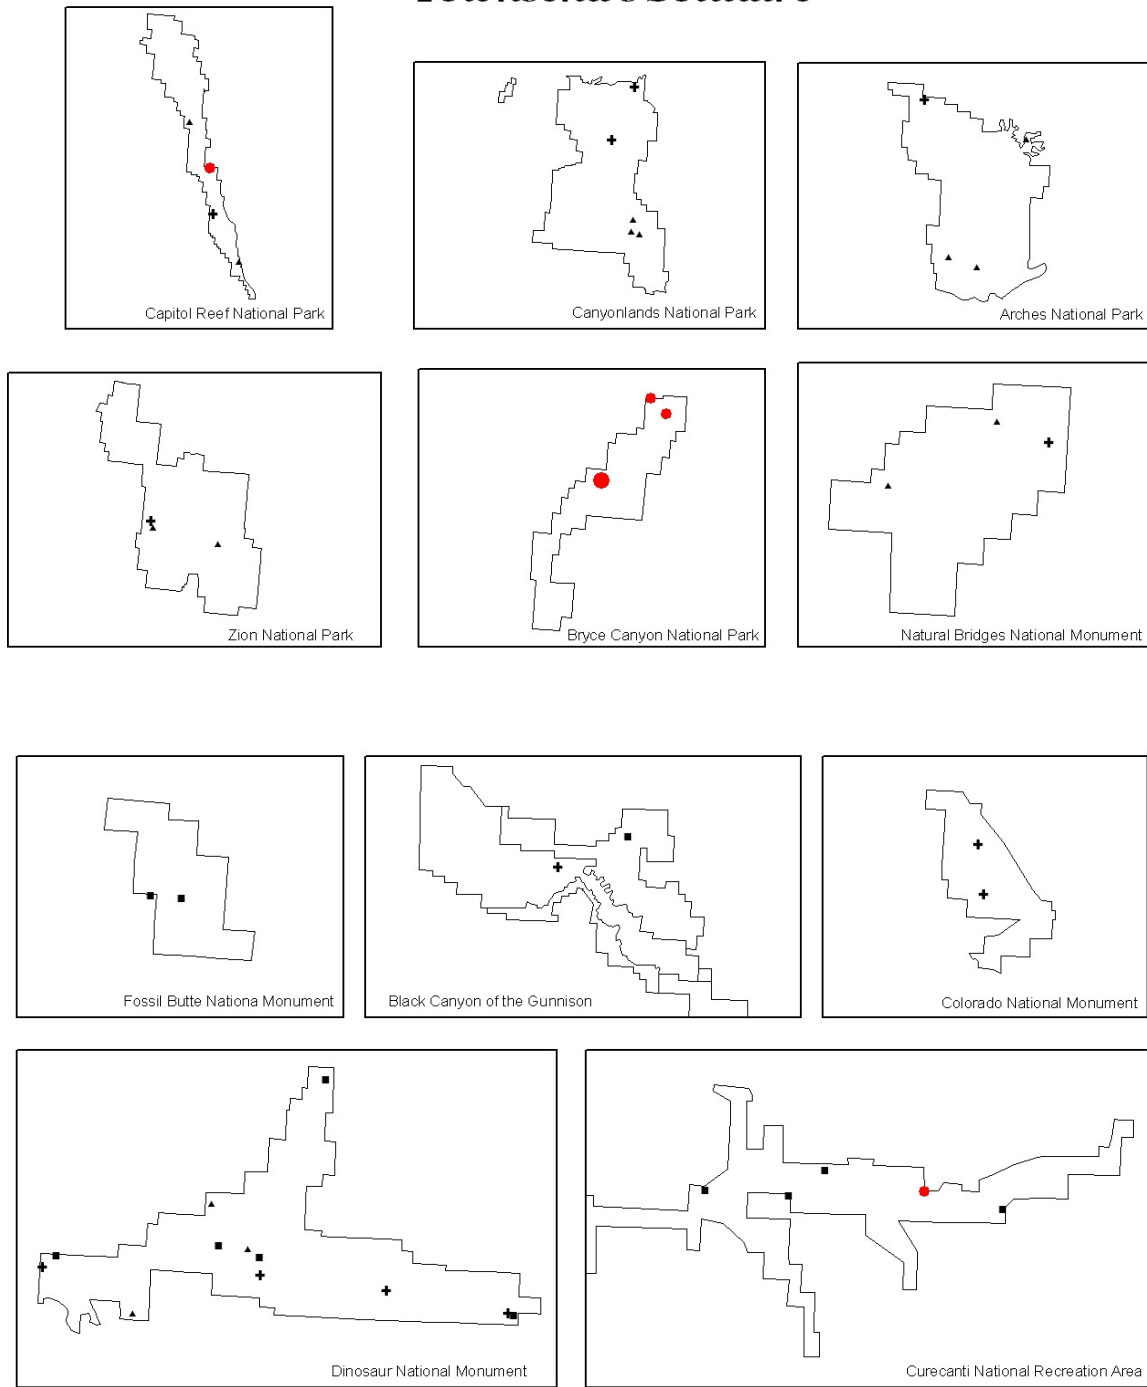 Capitol Reef National Park
Canyonlands National Park
Arches National Park
Zion National Park
Bryce Canyon National Park
Natural Bridges National Monument
Fossil Butte Nationa Monument
Black Canyon of the Gunnison
Colorado National Monument
Dinosaur National Monument
Curecanti National Recreation Area